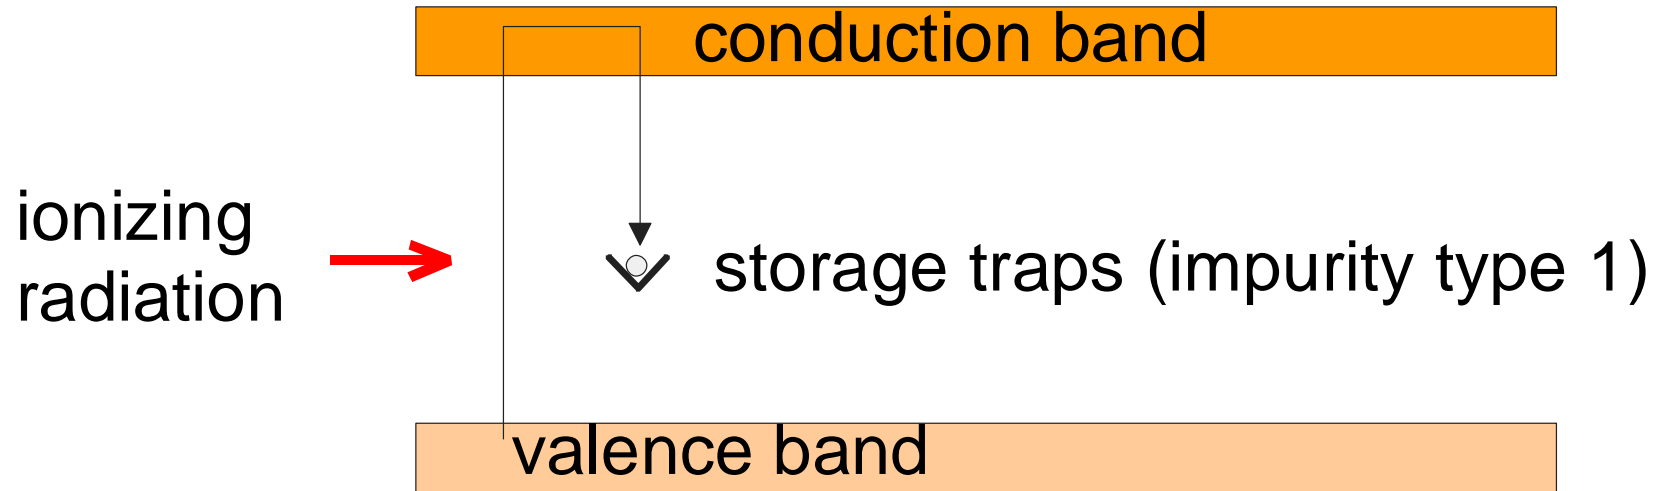 conduction band
ionizing
radiation
storage traps (impurity type 1)
valence band